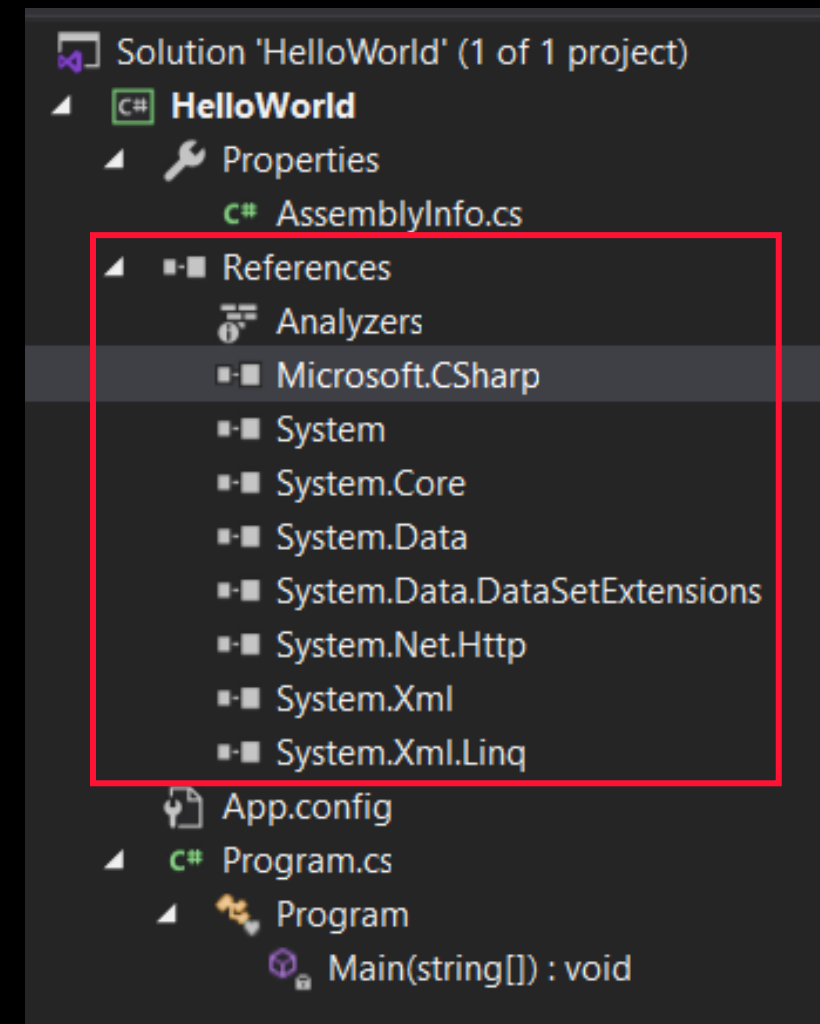 Solution 'HelloWorld' (1 of 1 project)
C# HelloWorld
Properties
C# AssemblyInfo.cs
References
Analyzers
Microsoft.CSharp
System
System.Core
System.Data
System.Data.DataSetExtensions
System.Net.Http
System.Xml
System.Xml.Linq
App.config
C# Program.cs
Program
Main(string[]) : void